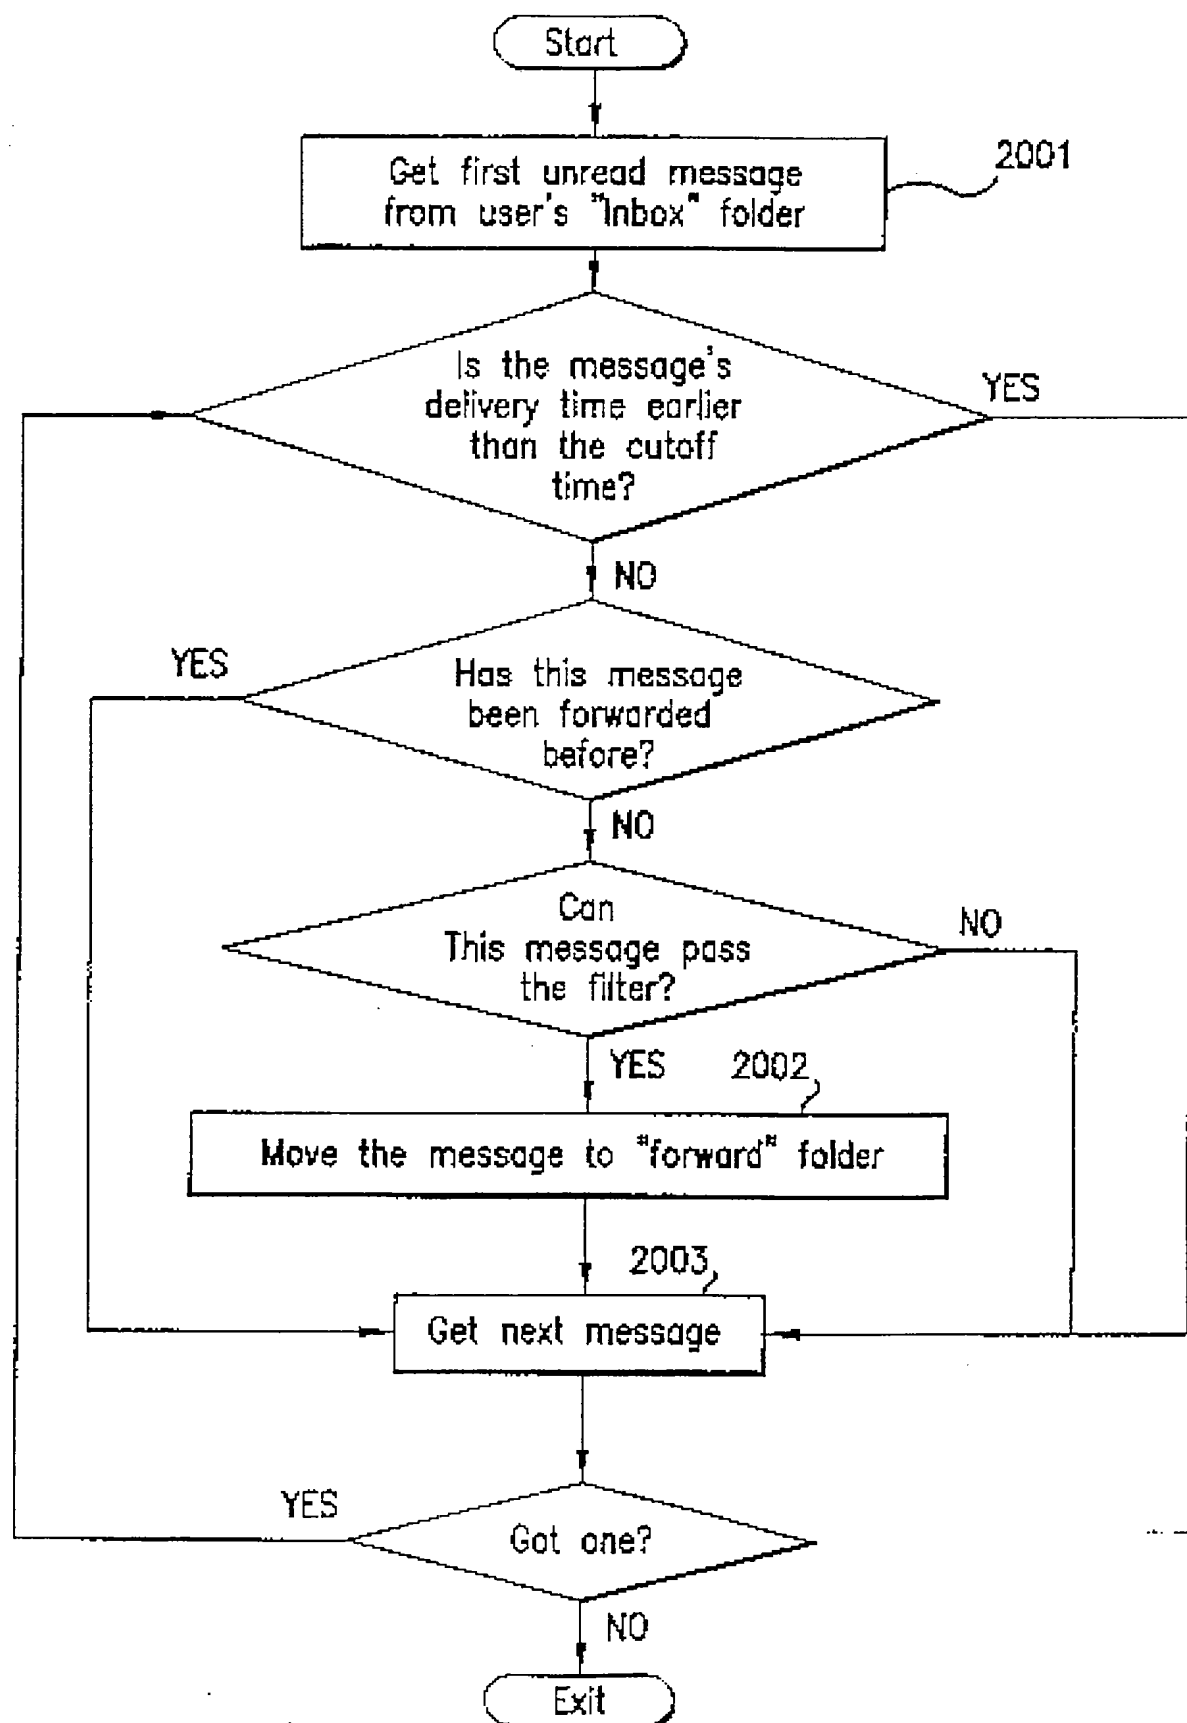 Start
Get first unread message
from user's "Inbox" folder
2001
Is the message's
delivery time earlier
than the cutoff
time?
YES
NO
YES
Has this message
been forwarded
before?
NO
Can
This message pass
the filter?
NO
YES
2002
Move the message to "forward" folder
2003
Get next message
YES
Got one?
NO
Exit